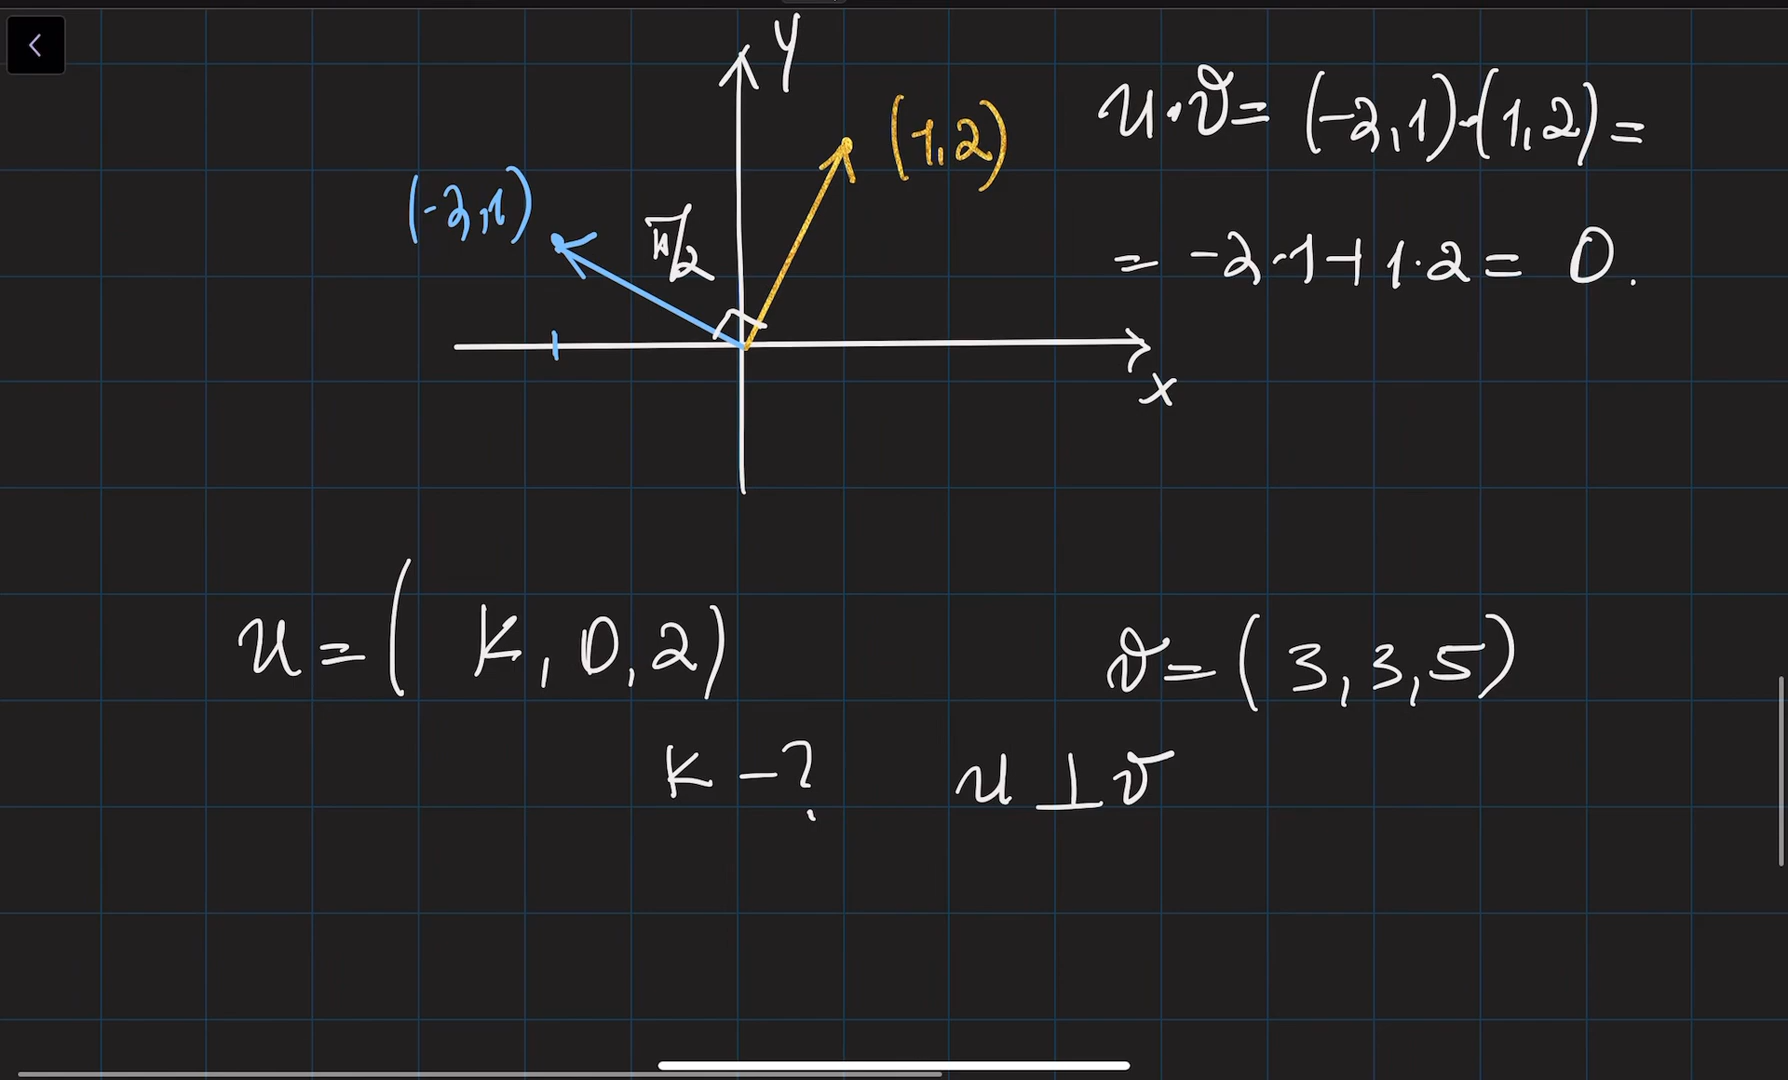 y
(1,2)
(-2,1)
π/2
x
u·v = (-2,1)·(1,2) =
= -2·1+1·2 = 0.
u = ( k, 0, 2)
v = ( 3, 3, 5)
k - ?
u ⊥ v